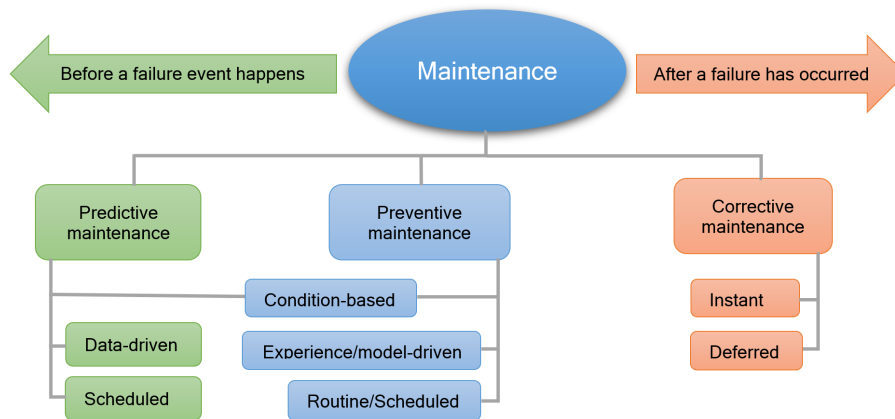 Before a failure event happens
Maintenance
After a failure has occurred
Predictive
maintenance
Preventive
maintenance
Corrective
maintenance
Condition-based
Instant
Data-driven
Experience/model-driven
Deferred
Scheduled
Routine/Scheduled